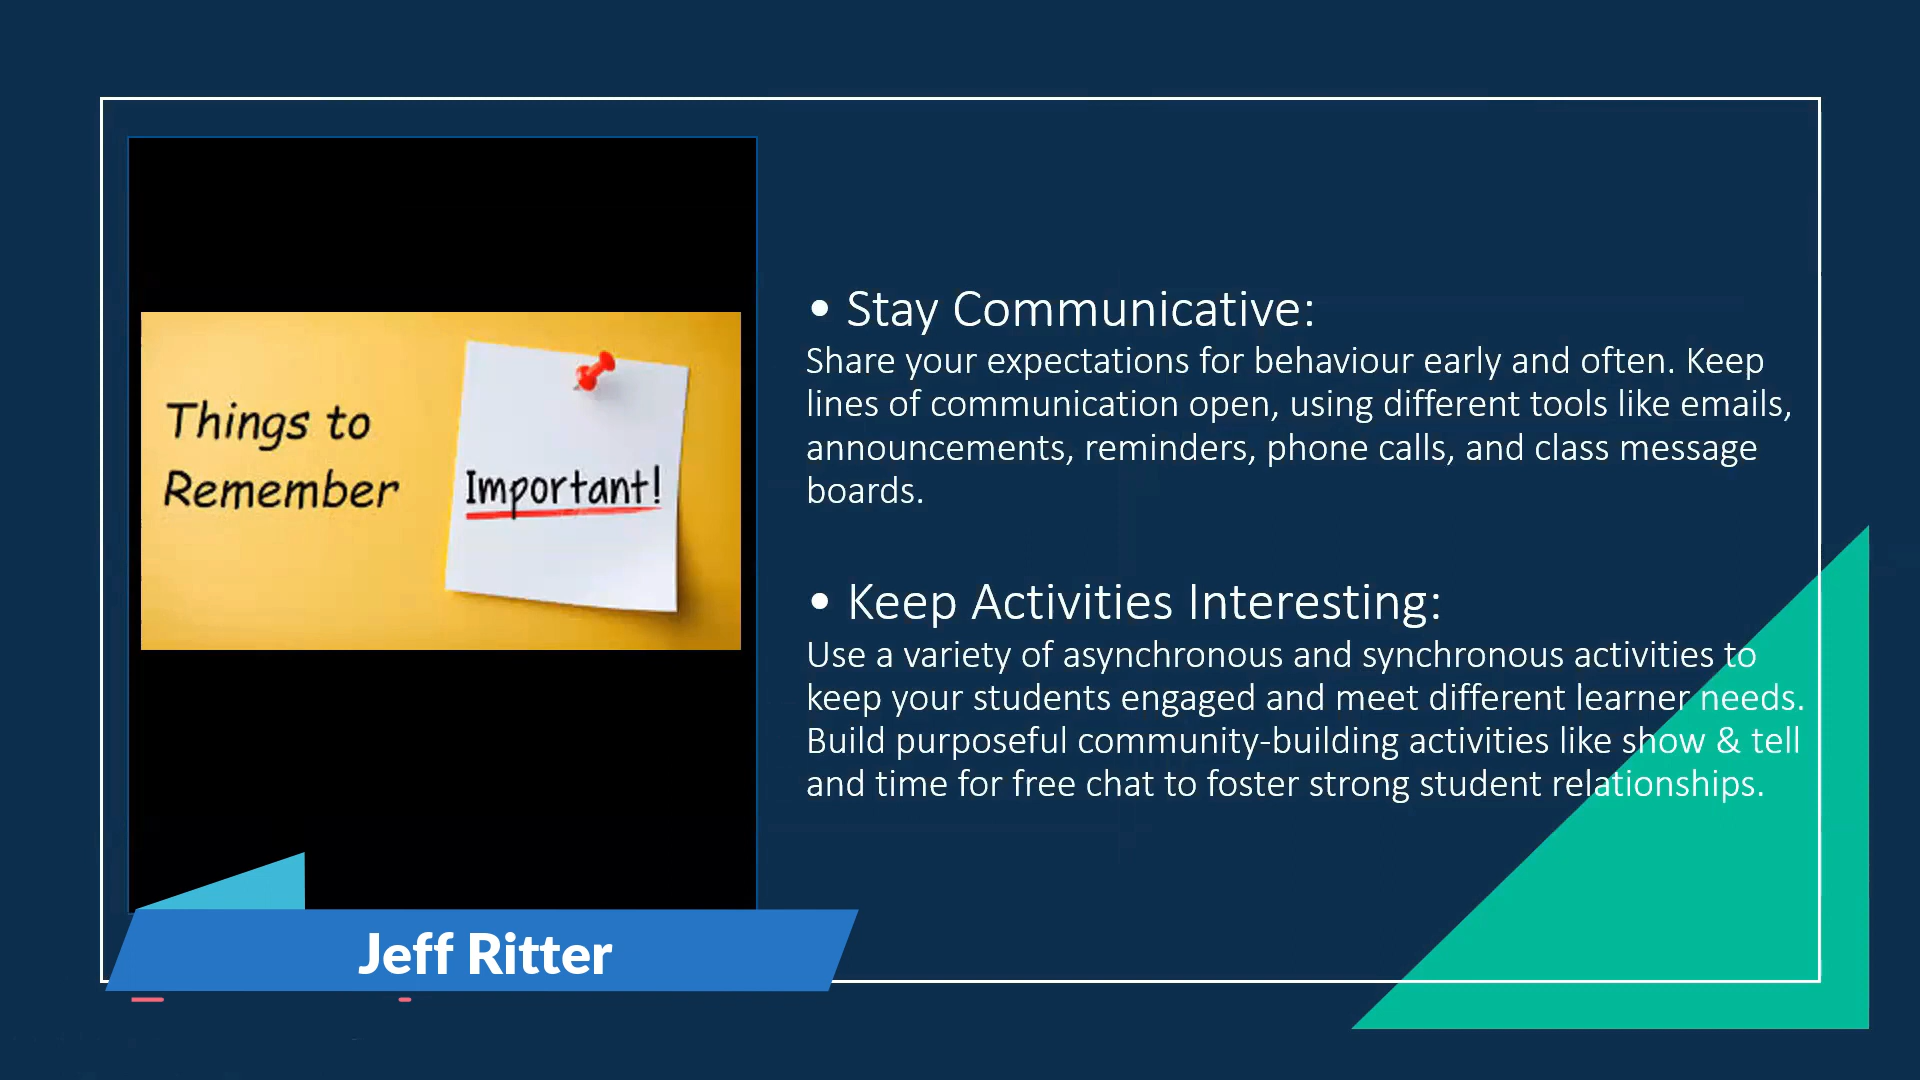 Things to
Remember
Important!
• Stay Communicative:
Share your expectations for behaviour early and often. Keep
lines of communication open, using different tools like emails,
announcements, reminders, phone calls, and class message
boards.
• Keep Activities Interesting:
Use a variety of asynchronous and synchronous activities to
keep your students engaged and meet different learner needs.
Build purposeful community-building activities like show & tell
and time for free chat to foster strong student relationships.
Jeff Ritter